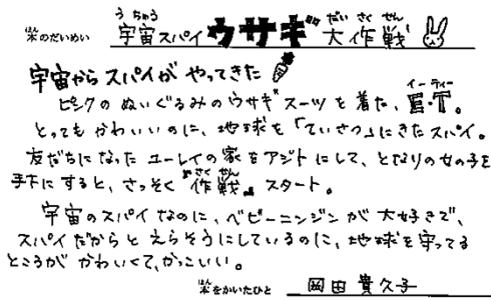 本のだいめい 宇宙スパイウサギ大作戦
宇宙からスパイがやってきた
ピンクのぬいぐるみのウサギスーツを着た、E・T。
とってもかわいいのに、地球を「ていさつ」にきたスパイ。
友だちになったユーレイの家をアジトにして、となりの女の子を
手下にすると、さっそく『作戦』スタート。
宇宙のスパイなのに、ベビーニンジンが大好きで、
スパイだからとえらそうにしているのに、地球を守ってる
ところがかわいくて、かっこいい。
本をかいたひと 岡田貴久子